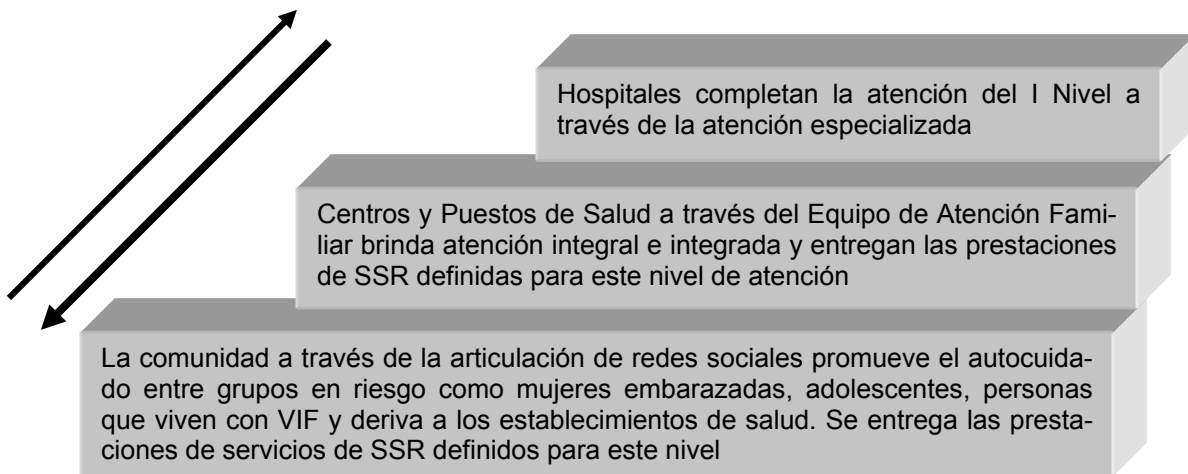 Hospitales completan la atención del I Nivel a
través de la atención especializada
Centros y Puestos de Salud a través del Equipo de Atención Fami-
liar brinda atención integral e integrada y entregan las prestaciones
de SSR definidas para este nivel de atención
La comunidad a través de la articulación de redes sociales promueve el autocuida-
do entre grupos en riesgo como mujeres embarazadas, adolescentes, personas
que viven con VIF y deriva a los establecimientos de salud. Se entrega las presta-
ciones de servicios de SSR definidos para este nivel